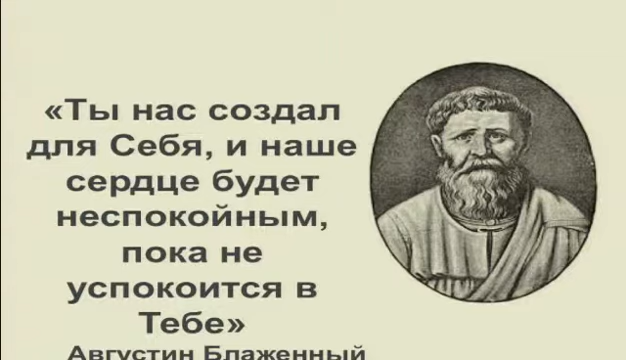 «Ты нас создал
для Себя, и наше
сердце будет
неспокойным,
пока не
успокоится в
Тебе»
Августин Блаженный